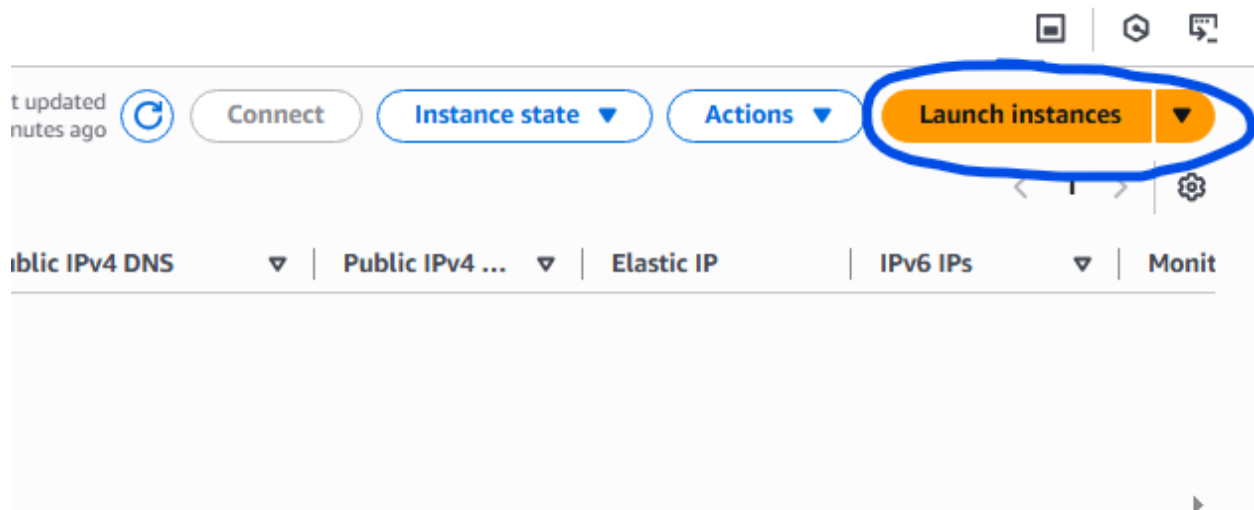 t updated
nutes ago
Connect
Instance state
Actions
Launch instances
1
ublic IPv4 DNS
Public IPv4 ...
Elastic IP
IPv6 IPs
Monit